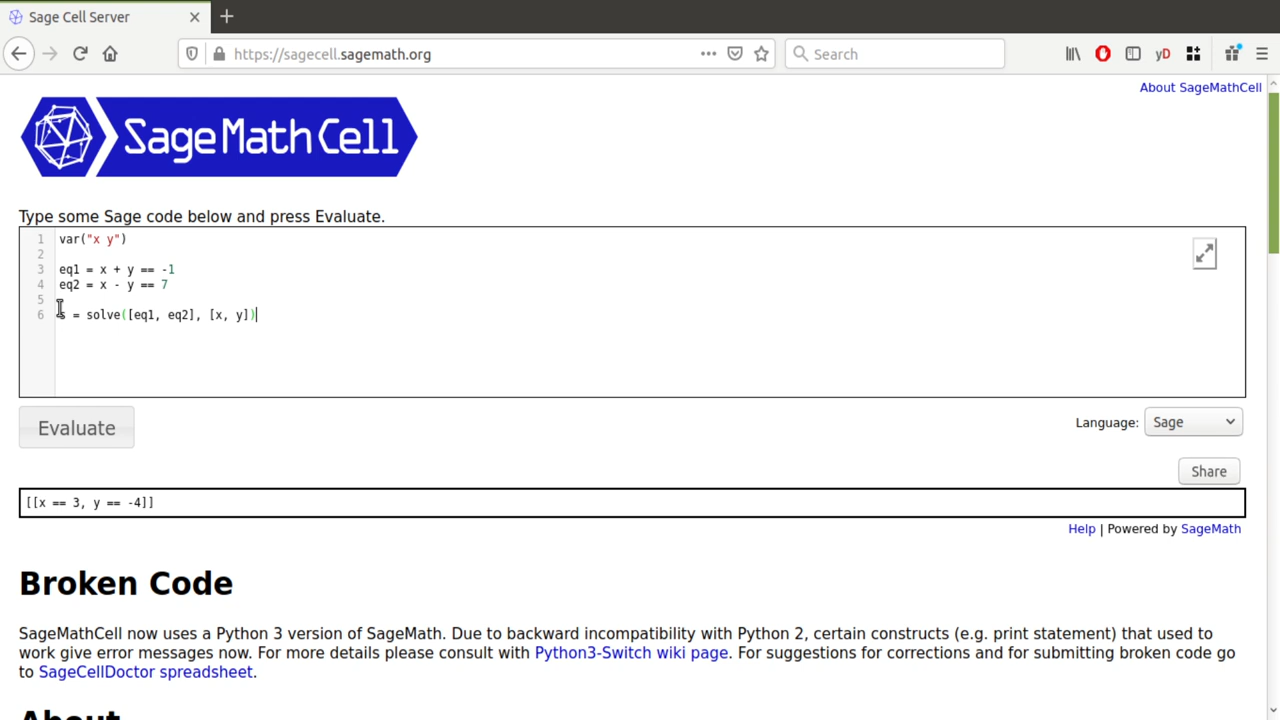 Sage Cell Server
https://sagecell.sagemath.org
Search
yD
About SageMathCell
SageMathCell
Type some Sage code below and press Evaluate.
1 var("x y")
2
3 eq1 = x + y == -1
4 eq2 = x - y == 7
5
6 s = solve([eq1, eq2], [x, y])
Evaluate
Language: Sage
Share
[[x == 3, y == -4]]
Help | Powered by SageMath
Broken Code
SageMathCell now uses a Python 3 version of SageMath. Due to backward incompatibility with Python 2, certain constructs (e.g. print statement) that used to
work give error messages now. For more details please consult with Python3-Switch wiki page. For suggestions for corrections and for submitting broken code go
to SageCellDoctor spreadsheet.
About